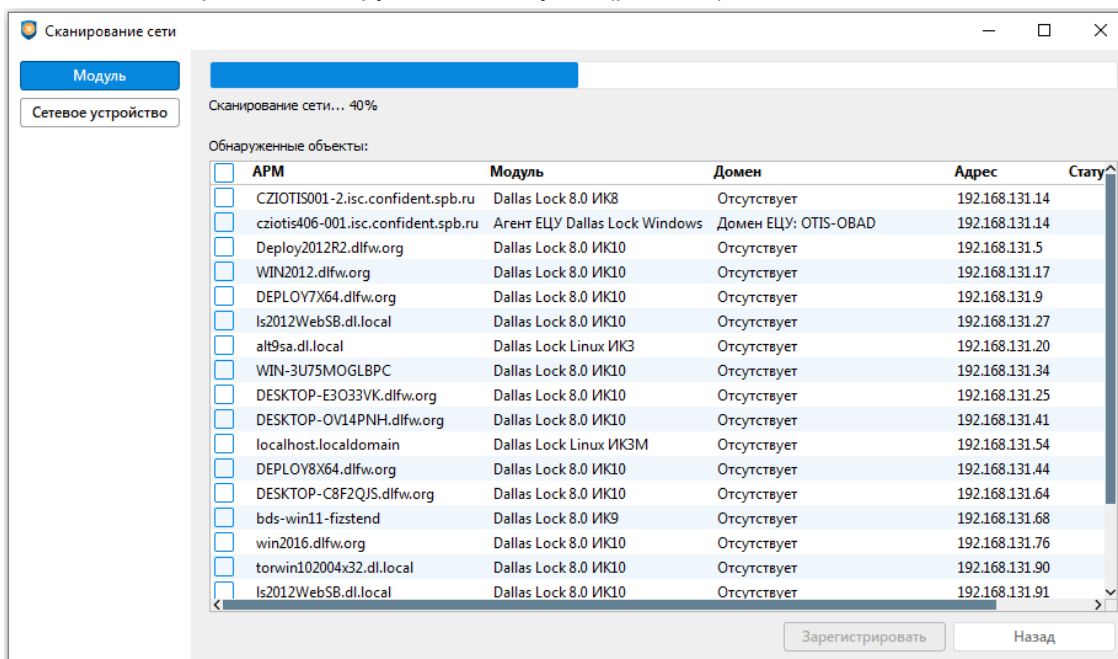 Сканирование сети
Модуль
Сетевое устройство
Сканирование сети... 40%
Обнаруженные объекты:
АРМ Модуль Домен Адрес Стату
CZIOTIS001-2.isc.confident.spb.ru Dallas Lock 8.0 ИК8 Отсутствует 192.168.131.14
cziotis406-001.isc.confident.spb.ru Агент ЕЦУ Dallas Lock Windows Домен ЕЦУ: OTIS-OBAD 192.168.131.14
Deploy2012R2.dlfw.org Dallas Lock 8.0 ИК10 Отсутствует 192.168.131.5
WIN2012.dlfw.org Dallas Lock 8.0 ИК10 Отсутствует 192.168.131.17
DEPLOY7X64.dlfw.org Dallas Lock 8.0 ИК10 Отсутствует 192.168.131.9
ls2012WebSB.dl.local Dallas Lock 8.0 ИК10 Отсутствует 192.168.131.27
alt9sa.dl.local Dallas Lock Linux ИК3 Отсутствует 192.168.131.20
WIN-3U75MOGLBPC Dallas Lock 8.0 ИК10 Отсутствует 192.168.131.34
DESKTOP-E3O33VK.dlfw.org Dallas Lock 8.0 ИК10 Отсутствует 192.168.131.25
DESKTOP-OV14PNH.dlfw.org Dallas Lock 8.0 ИК10 Отсутствует 192.168.131.41
localhost.localdomain Dallas Lock Linux ИК3М Отсутствует 192.168.131.54
DEPLOY8X64.dlfw.org Dallas Lock 8.0 ИК10 Отсутствует 192.168.131.44
DESKTOP-C8F2QJS.dlfw.org Dallas Lock 8.0 ИК10 Отсутствует 192.168.131.64
bds-win11-fizstend Dallas Lock 8.0 ИК9 Отсутствует 192.168.131.68
win2016.dlfw.org Dallas Lock 8.0 ИК10 Отсутствует 192.168.131.76
torwin102004x32.dl.local Dallas Lock 8.0 ИК10 Отсутствует 192.168.131.90
ls2012WebSB.dl.local Dallas Lock 8.0 ИК10 Отсутствует 192.168.131.91
Зарегистрировать Назад